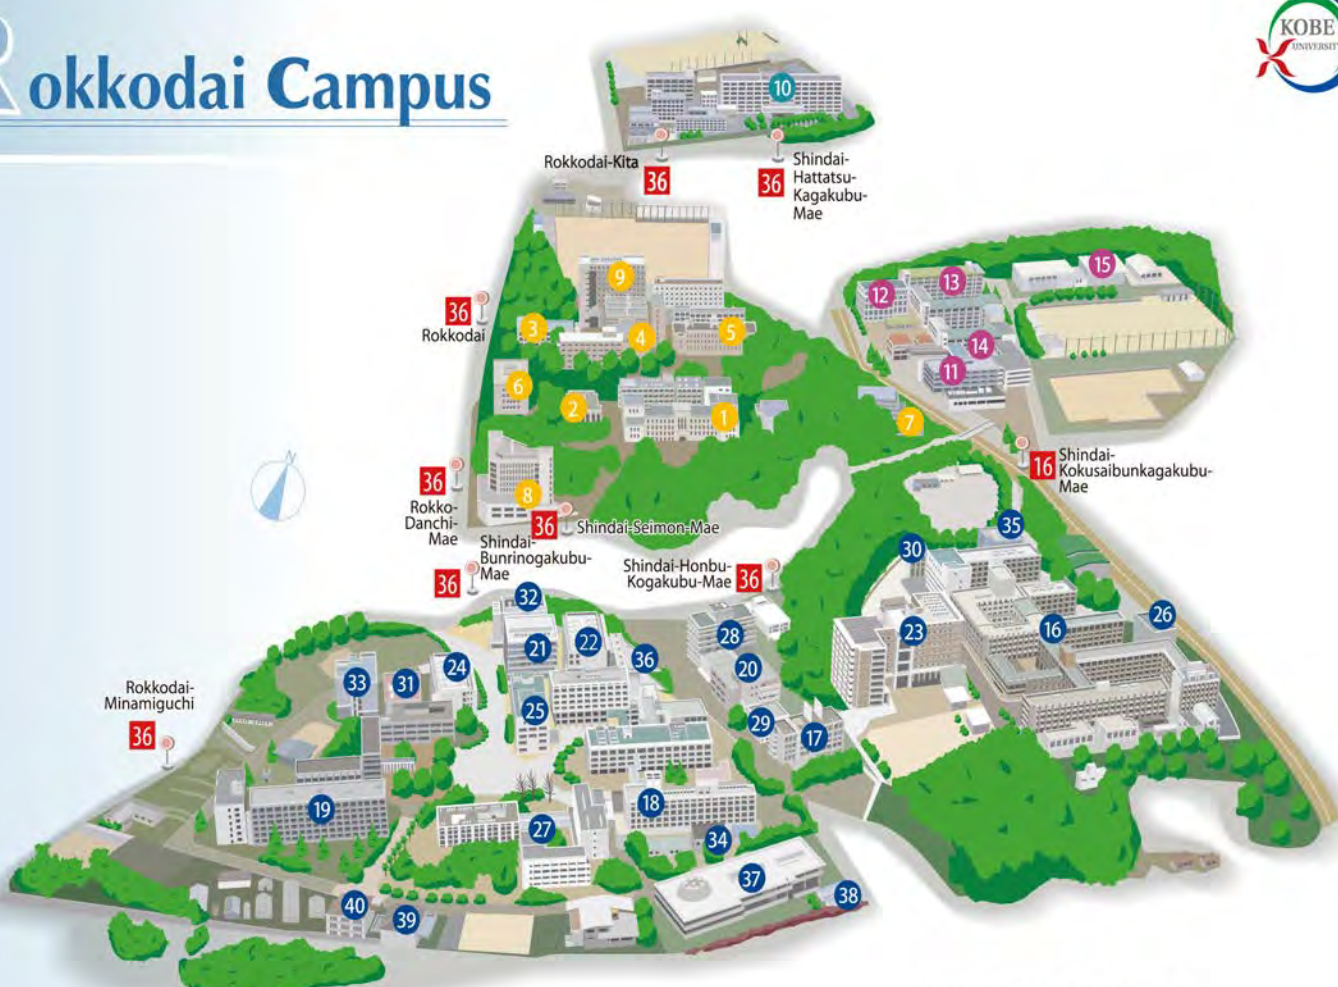 Rokkodai Campus
KOBE
UNIVERSITY
10
Rokkodai-Kita
36
36
Shindai-
Hattatsu-
Kagakubu-
Mae
9
15
13
12
36
Rokkodai
3
4
5
14
11
6
2
1
7
16
Shindai-
Kokusaibunkagakubu-
Mae
N
36
Rokko-
Danchi-
Mae
8
36
Shindai-Seimon-Mae
35
Shindai-
Bunrinogakubu-
Mae
36
Shindai-Honbu-
Kogakubu-Mae
36
30
32
26
28
23
16
21
22
36
20
24
33
31
Rokkodai-
Minamiguchi
36
25
29
17
19
18
27
34
37
38
40
39